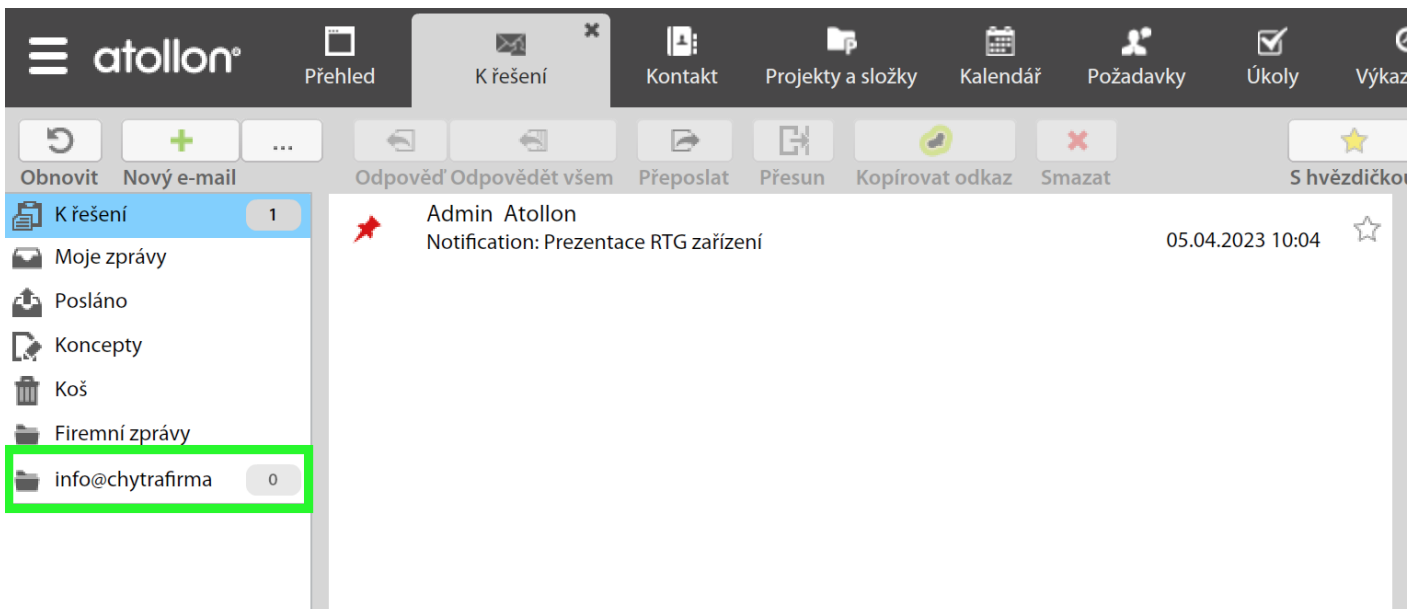 atollon®
Přehled
K řešení
Kontakt
Projekty a složky
Kalendář
Požadavky
Úkoly
Výkaz
...
Obnovit
Nový e-mail
Odpověď
Odpovědět všem
Přeposlat
Přesun
Kopírovat odkaz
Smazat
S hvězdičkou
K řešení 1
Moje zprávy
Posláno
Koncepty
Koš
Firemní zprávy
info@chytrafirma 0
Admin Atollon
Notification: Prezentace RTG zařízení
05.04.2023 10:04